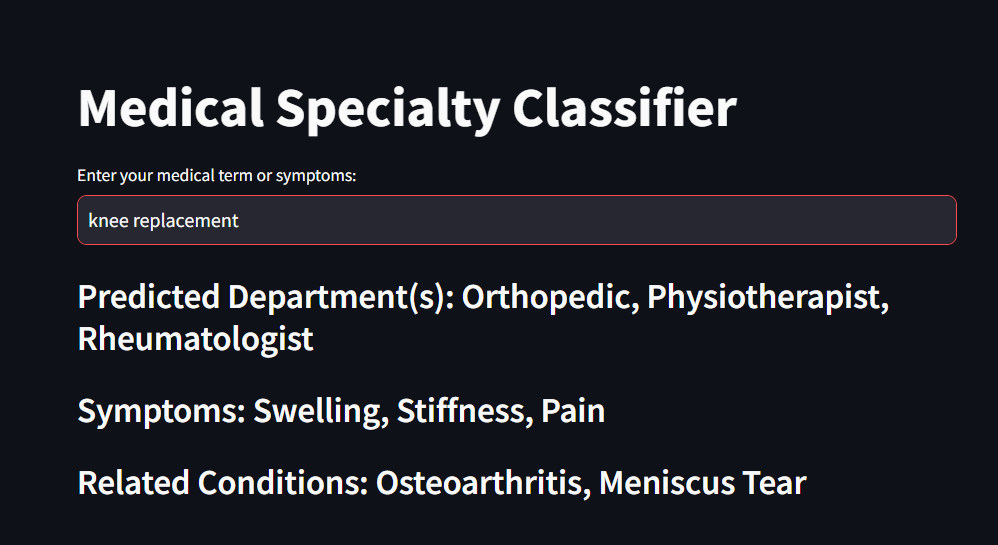 Medical Specialty Classifier
Enter your medical term or symptoms:
knee replacement
Predicted Department(s): Orthopedic, Physiotherapist,
Rheumatologist
Symptoms: Swelling, Stiffness, Pain
Related Conditions: Osteoarthritis, Meniscus Tear